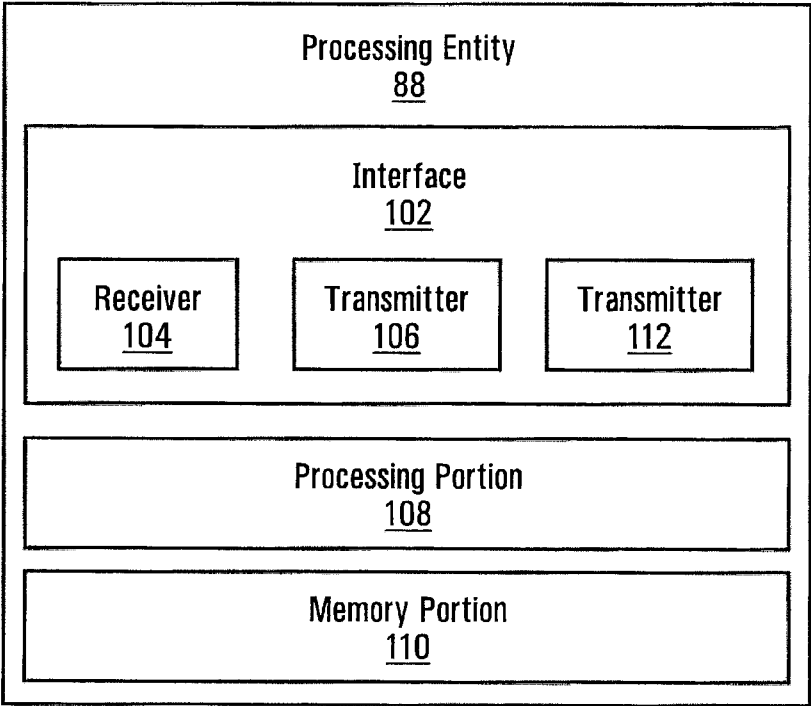 Processing Entity
88
Interface
102
Receiver Transmitter Transmitter
104 106 112
Processing Portion
108
Memory Portion
110